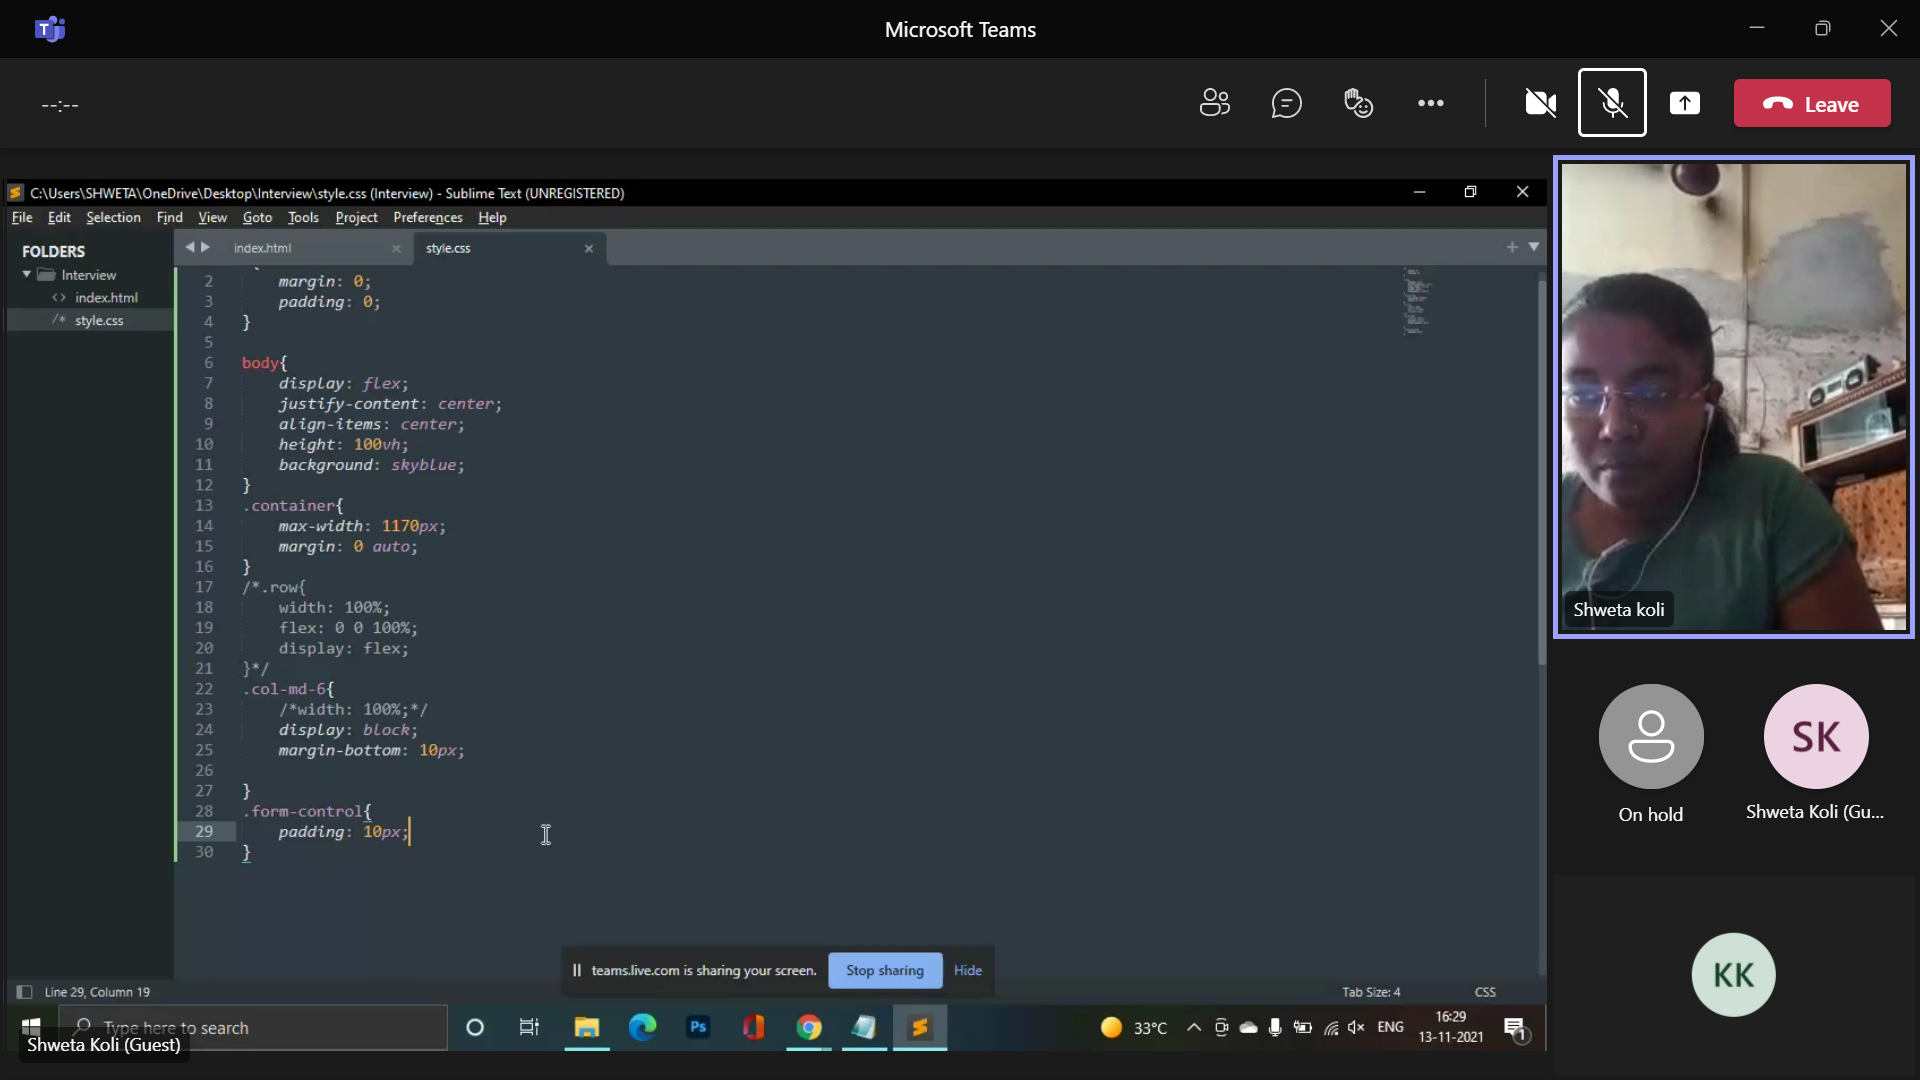 Microsoft Teams
--:--
Leave
C:\Users\SHWETA\OneDrive\Desktop\Interview\style.css (Interview) - Sublime Text (UNREGISTERED)
File Edit Selection Find View Goto Tools Project Preferences Help
FOLDERS
Interview
<> index.html
/* style.css
index.html
style.css
2 margin: 0;
3 padding: 0;
4 }
5
6 body{
7 display: flex;
8 justify-content: center;
9 align-items: center;
10 height: 100vh;
11 background: skyblue;
12 }
13 .container{
14 max-width: 1170px;
15 margin: 0 auto;
16 }
17 /*.row{
18 width: 100%;
19 flex: 0 0 100%;
20 display: flex;
21 }*/
22 .col-md-6{
23 /*width: 100%;*/
24 display: block;
25 margin-bottom: 10px;
26
27 }
28 .form-control{
29 padding: 10px;
30 }
teams.live.com is sharing your screen. Stop sharing Hide
Line 29, Column 19
Tab Size: 4
CSS
Type here to search
Ps
33°C
ENG
16:29
13-11-2021
1
Shweta Koli (Guest)
Shweta koli
On hold
SK
Shweta Koli (Gu...
KK